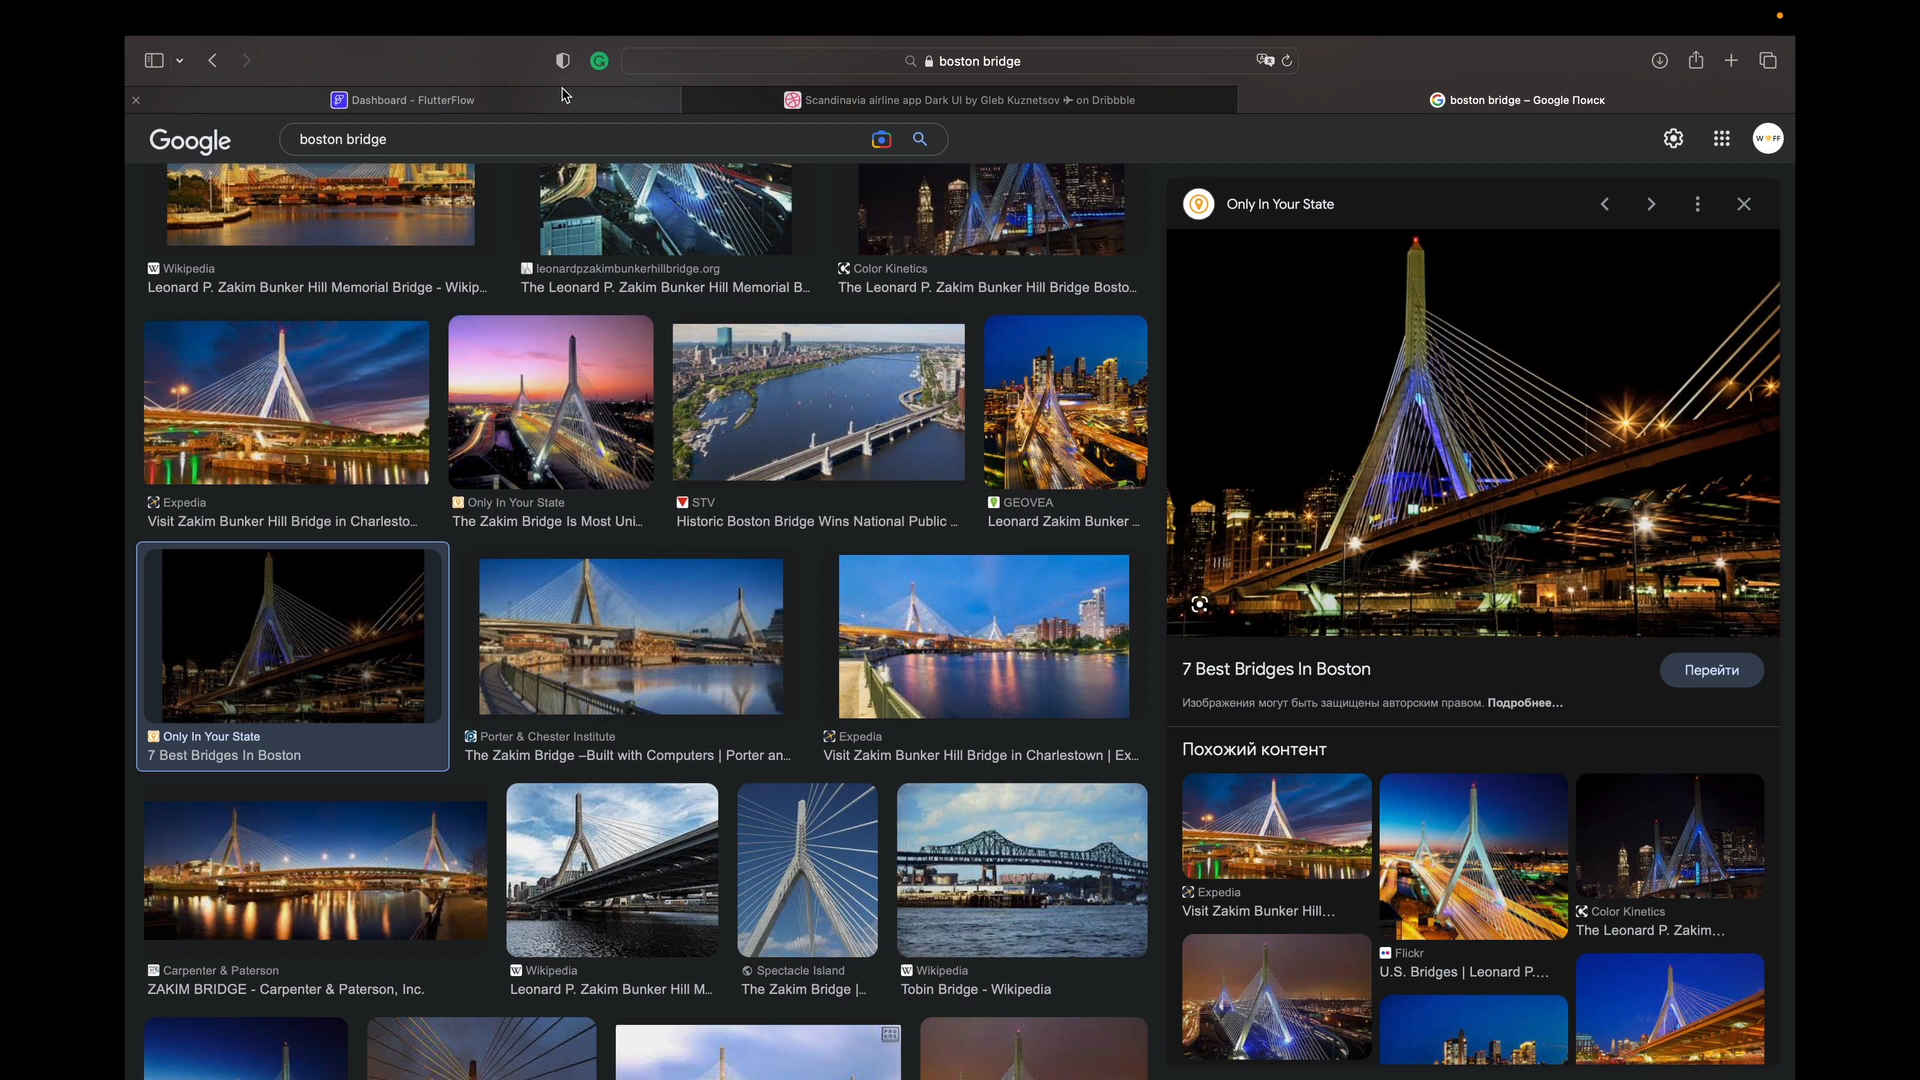 boston bridge
Dashboard - FlutterFlow
Scandinavia airline app Dark UI by Gleb Kuznetsov ✈ on Dribbble
boston bridge – Google Поиск
Google
boston bridge
W FF
Wikipedia
Leonard P. Zakim Bunker Hill Memorial Bridge - Wikip...
leonardpzakimbunkerhillbridge.org
The Leonard P. Zakim Bunker Hill Memorial B...
Color Kinetics
The Leonard P. Zakim Bunker Hill Bridge Bosto...
Expedia
Visit Zakim Bunker Hill Bridge in Charlesto...
Only In Your State
The Zakim Bridge Is Most Uni...
STV
Historic Boston Bridge Wins National Public ...
GEOVEA
Leonard Zakim Bunker ...
Only In Your State
7 Best Bridges In Boston
Porter & Chester Institute
The Zakim Bridge –Built with Computers | Porter an...
Expedia
Visit Zakim Bunker Hill Bridge in Charlestown | Ex...
Carpenter & Paterson
ZAKIM BRIDGE - Carpenter & Paterson, Inc.
Wikipedia
Leonard P. Zakim Bunker Hill M...
Spectacle Island
The Zakim Bridge |...
Wikipedia
Tobin Bridge - Wikipedia
Only In Your State
7 Best Bridges In Boston
Перейти
Изображения могут быть защищены авторским правом. Подробнее...
Похожий контент
Expedia
Visit Zakim Bunker Hill...
Flickr
U.S. Bridges | Leonard P....
Color Kinetics
The Leonard P. Zakim...